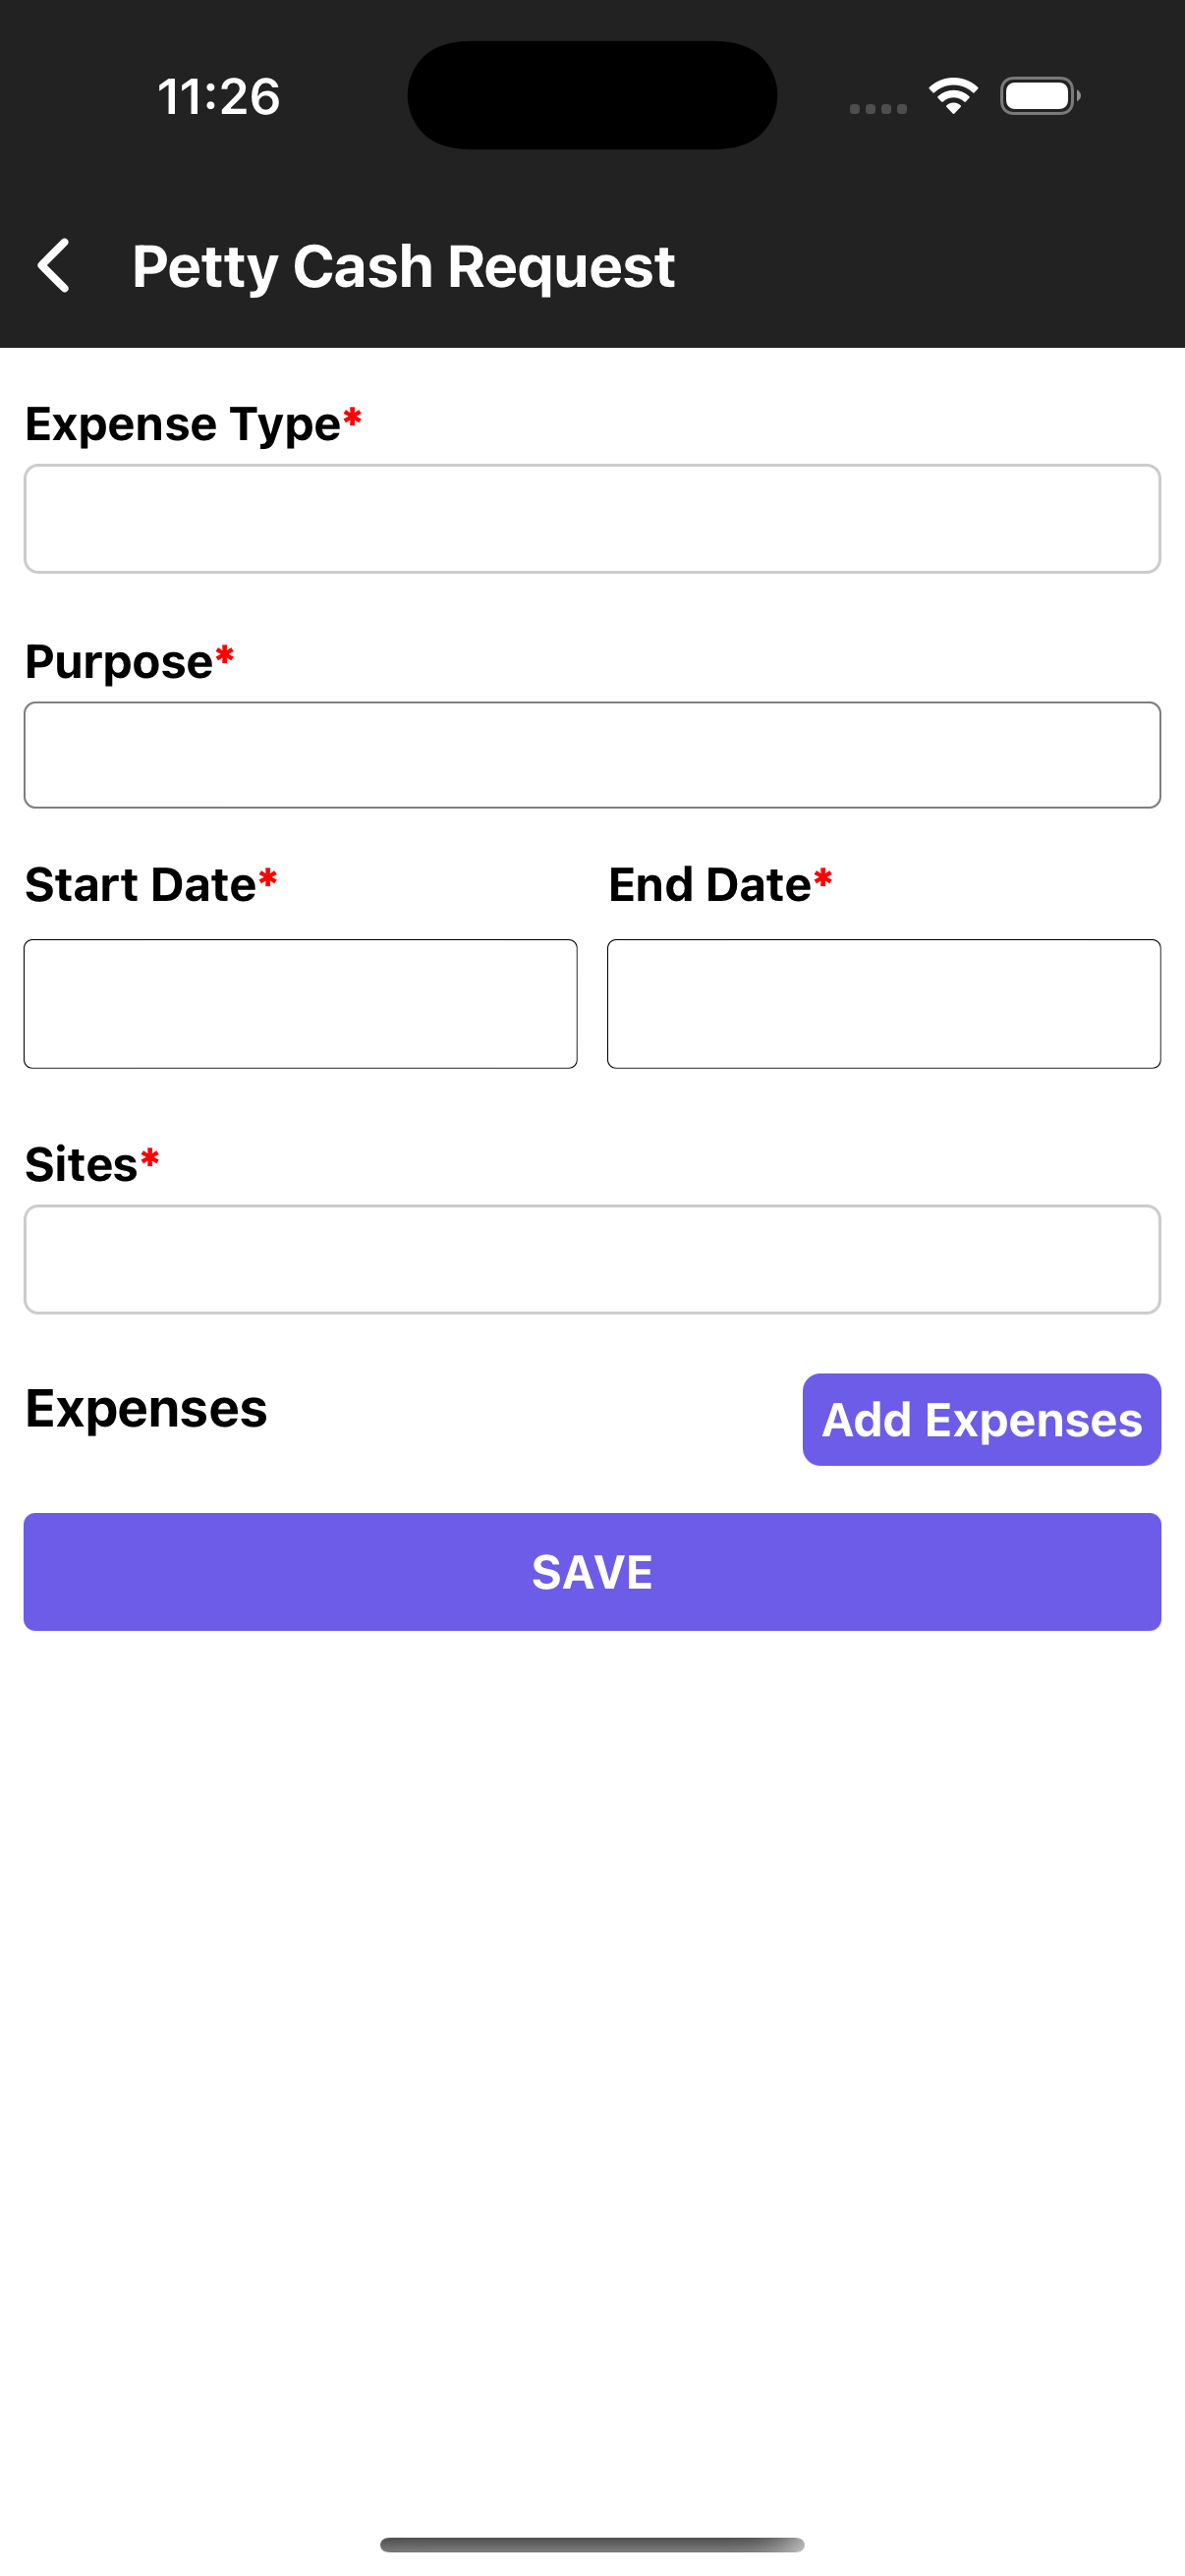 11:26
Petty Cash Request
Expense Type*
Purpose*
Start Date* End Date*
Sites*
Expenses Add Expenses
SAVE